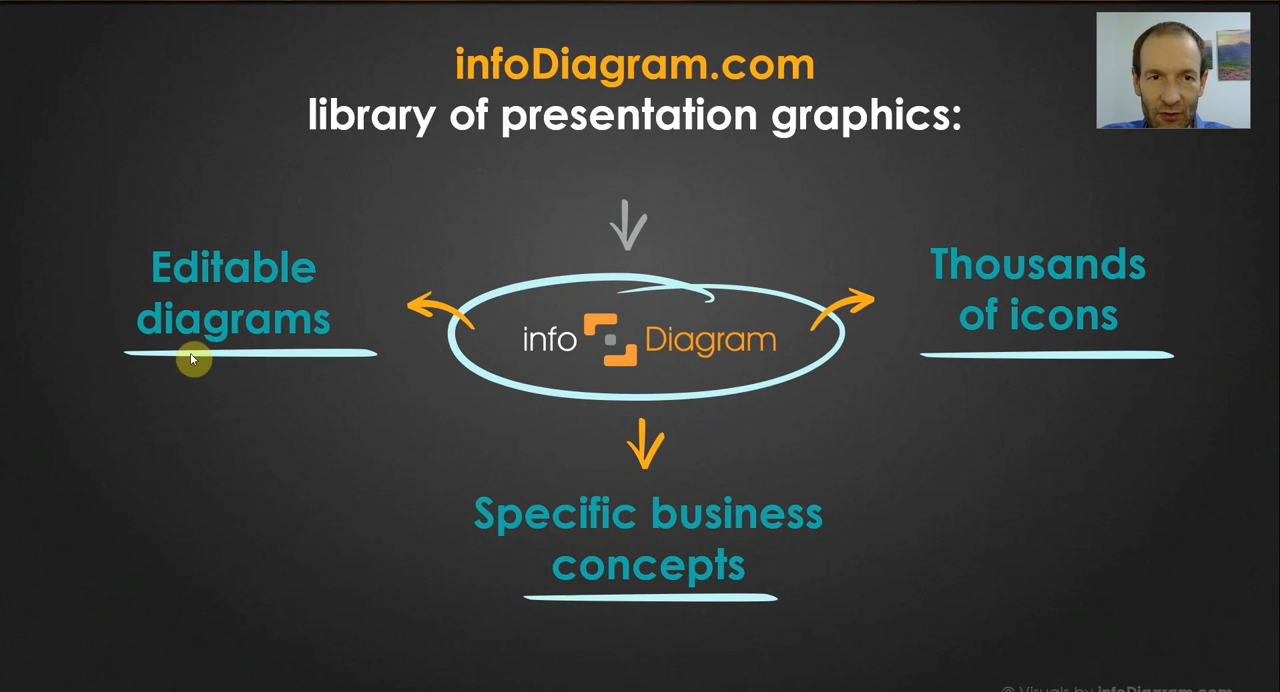 infoDiagram.com
library of presentation graphics:
Editable
diagrams
Thousands
of icons
info Diagram
Specific business
concepts
© Visuals by infoDiagram.com